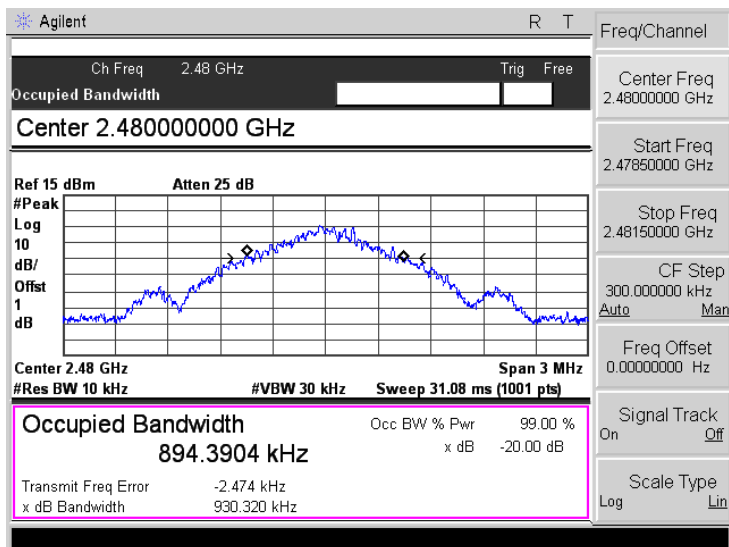 Agilent R T
Ch Freq 2.48 GHz Trig Free
Occupied Bandwidth
Center 2.480000000 GHz
Ref 15 dBm Atten 25 dB
#Peak
Log
10
dB/
Offst
1
dB
Center 2.48 GHz Span 3 MHz
#Res BW 10 kHz #VBW 30 kHz Sweep 31.08 ms (1001 pts)
Occupied Bandwidth Occ BW % Pwr 99.00 %
894.3904 kHz x dB -20.00 dB
Transmit Freq Error -2.474 kHz
x dB Bandwidth 930.320 kHz
Freq/Channel
Center Freq
2.48000000 GHz
Start Freq
2.47850000 GHz
Stop Freq
2.48150000 GHz
CF Step
300.000000 kHz
Auto Man
Freq Offset
0.00000000 Hz
Signal Track
On Off
Scale Type
Log Lin